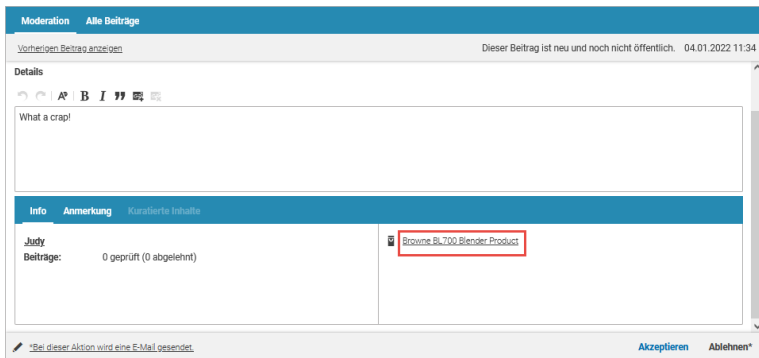 Moderation Alle Beiträge
Vorherigen Beitrag anzeigen Dieser Beitrag ist neu und noch nicht öffentlich. 04.01.2022 11:34
Details
What a crap!
Info Anmerkung Kuratierte Inhalte
Judy Browne BL700 Blender Product
Beiträge: 0 geprüft (0 abgelehnt)
*Bei dieser Aktion wird eine E-Mail gesendet. Akzeptieren Ablehnen*